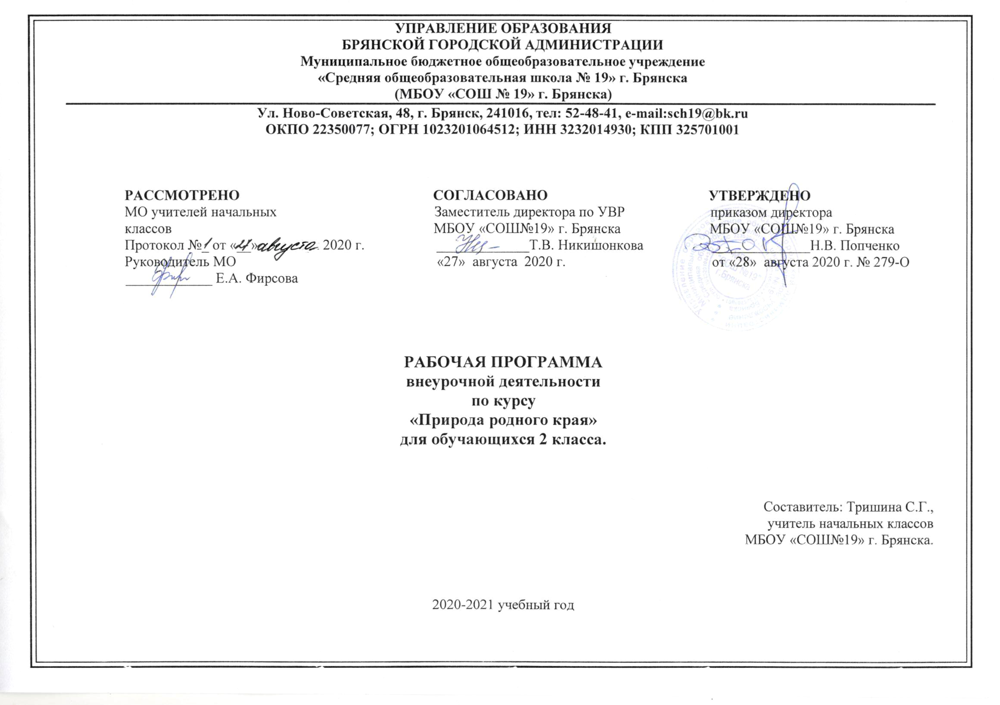 УПРАВЛЕНИЕ ОБРАЗОВАНИЯ
БРЯНСКОЙ ГОРОДСКОЙ АДМИНИСТРАЦИИ
Муниципальное бюджетное общеобразовательное учреждение
«Средняя общеобразовательная школа № 19» г. Брянска
(МБОУ «СОШ № 19» г. Брянска)
Ул. Ново-Советская, 48, г. Брянск, 241016, тел: 52-48-41, e-mail:sch19@bk.ru
ОКПО 22350077; ОГРН 1023201064512; ИНН 3232014930; КПП 325701001
РАССМОТРЕНО
МО учителей начальных
классов
Протокол № 1 от « » августа 2020 г.
Руководитель МО
Е.А. Фирсова
СОГЛАСОВАНО
Заместитель директора по УВР
МБОУ «СОШ№19» г. Брянска
Т.В. Никишонкова
«27» августа 2020 г.
УТВЕРЖДЕНО
приказом директора
МБОУ «СОШ№19» г. Брянска
Н.В. Попченко
от «28» августа 2020 г. № 279-О
СОШ №19"
г.Брянска
РАБОЧАЯ ПРОГРАММА
внеурочной деятельности
по курсу
«Природа родного края»
для обучающихся 2 класса.
Составитель: Тришина С.Г.,
учитель начальных классов
МБОУ «СОШ№19» г. Брянска.
2020-2021 учебный год